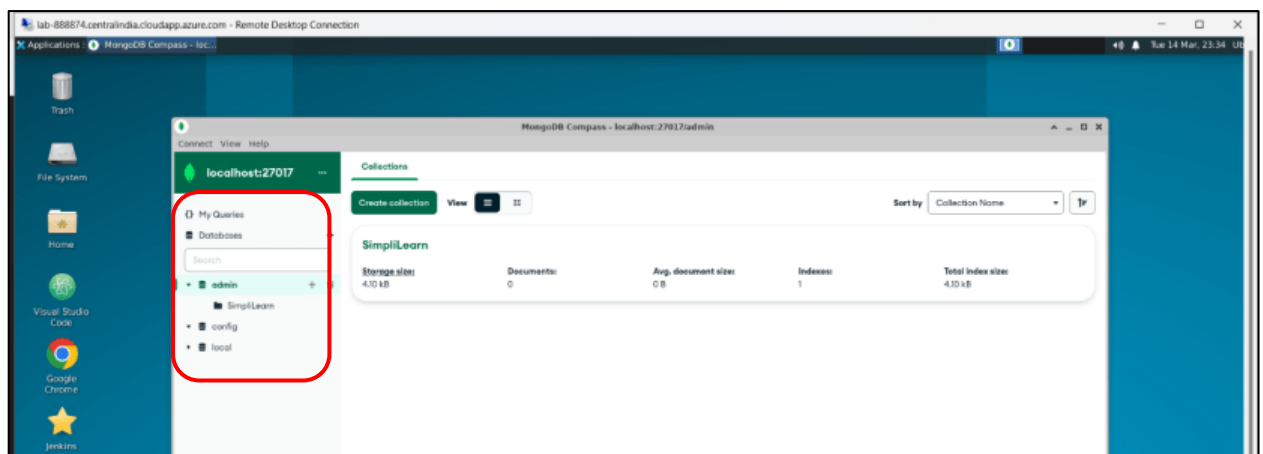 lab-888874.centralindia.cloudapp.azure.com - Remote Desktop Connection
Applications MongoDB Compass - loc...
Tue 14 Mar, 23:34 Ub
Trash
File System
Home
Visual Studio
Code
Google
Chrome
Jenkins
MongoDB Compass - localhost:27017/admin
Connect View Help
localhost:27017 ...
{} My Queries
Databases
Search
admin
SimpliLearn
config
local
Collections
Create collection View Sort by Collection Name
SimpliLearn
Storage size: Documents: Avg. document size: Indexes: Total index size:
4.10 kB 0 0 B 1 4.10 kB